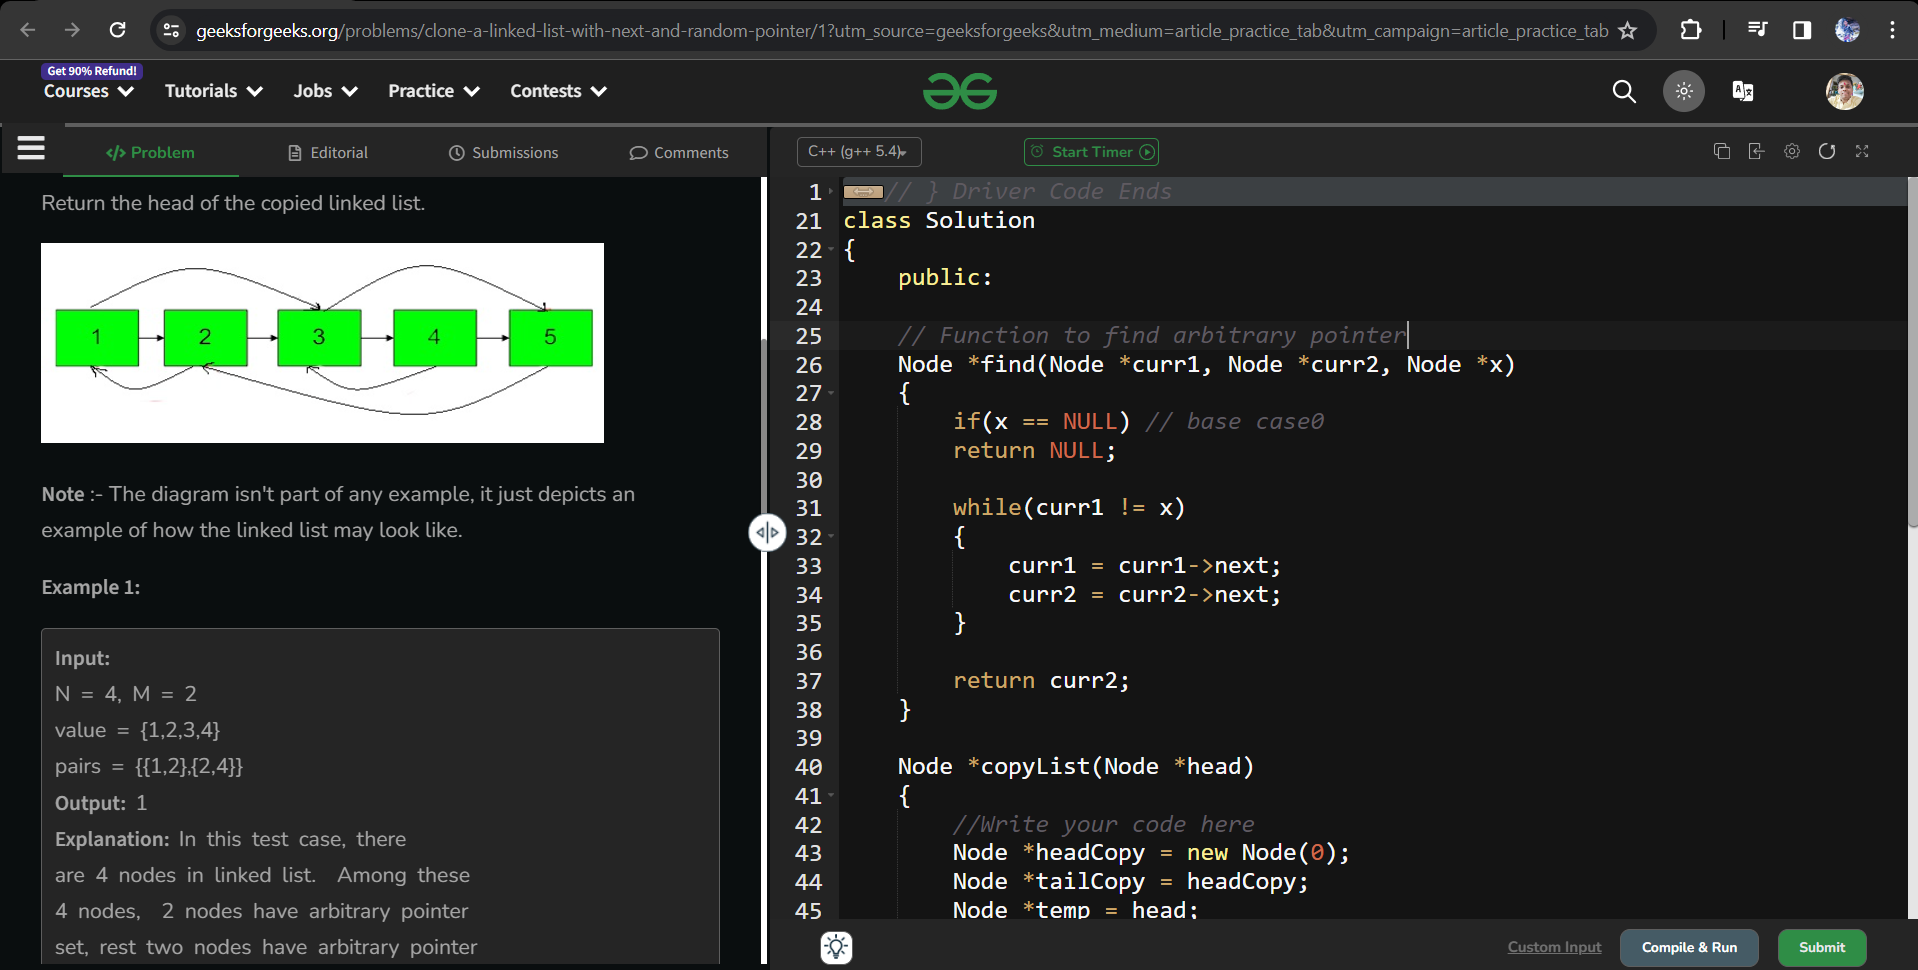 geeksforgeeks.org/problems/clone-a-linked-list-with-next-and-random-pointer/1?utm_source=geeksforgeeks&utm_medium=article_practice_tab&utm_campaign=article_practice_tab
Get 90% Refund!
Courses Tutorials Jobs Practice Contests
</> Problem Editorial Submissions Comments
Return the head of the copied linked list.
1 2 3 4 5
Note :- The diagram isn't part of any example, it just depicts an
example of how the linked list may look like.
Example 1:
Input:
N = 4, M = 2
value = {1,2,3,4}
pairs = {{1,2},{2,4}}
Output: 1
Explanation: In this test case, there
are 4 nodes in linked list. Among these
4 nodes, 2 nodes have arbitrary pointer
set, rest two nodes have arbitrary pointer
C++ (g++ 5.4) Start Timer
1 // } Driver Code Ends
21 class Solution
22 {
23 public:
24
25 // Function to find arbitrary pointer
26 Node *find(Node *curr1, Node *curr2, Node *x)
27 {
28 if(x == NULL) // base case0
29 return NULL;
30
31 while(curr1 != x)
32 {
33 curr1 = curr1->next;
34 curr2 = curr2->next;
35 }
36
37 return curr2;
38 }
39
40 Node *copyList(Node *head)
41 {
42 //Write your code here
43 Node *headCopy = new Node(0);
44 Node *tailCopy = headCopy;
45 Node *temp = head;
Custom Input Compile & Run Submit